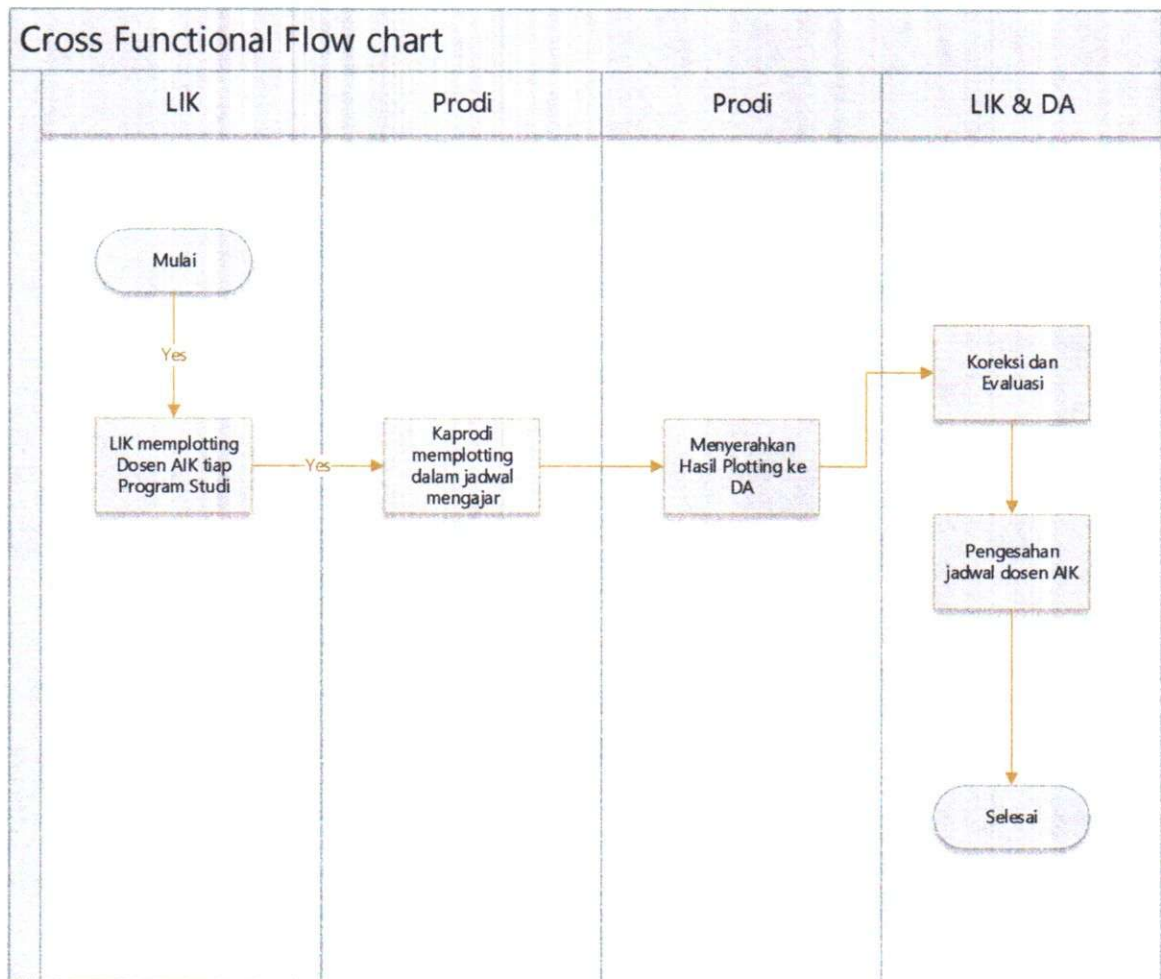 Cross Functional Flow chart
LIK
Prodi
Prodi
LIK & DA
Mulai
Yes
LIK memplotting
Dosen AIK tiap
Program Studi
Yes
Kaprodi
memplotting
dalam jadwal
mengajar
Menyerahkan
Hasil Plotting ke
DA
Koreksi dan
Evaluasi
Pengesahan
jadwal dosen AIK
Selesai